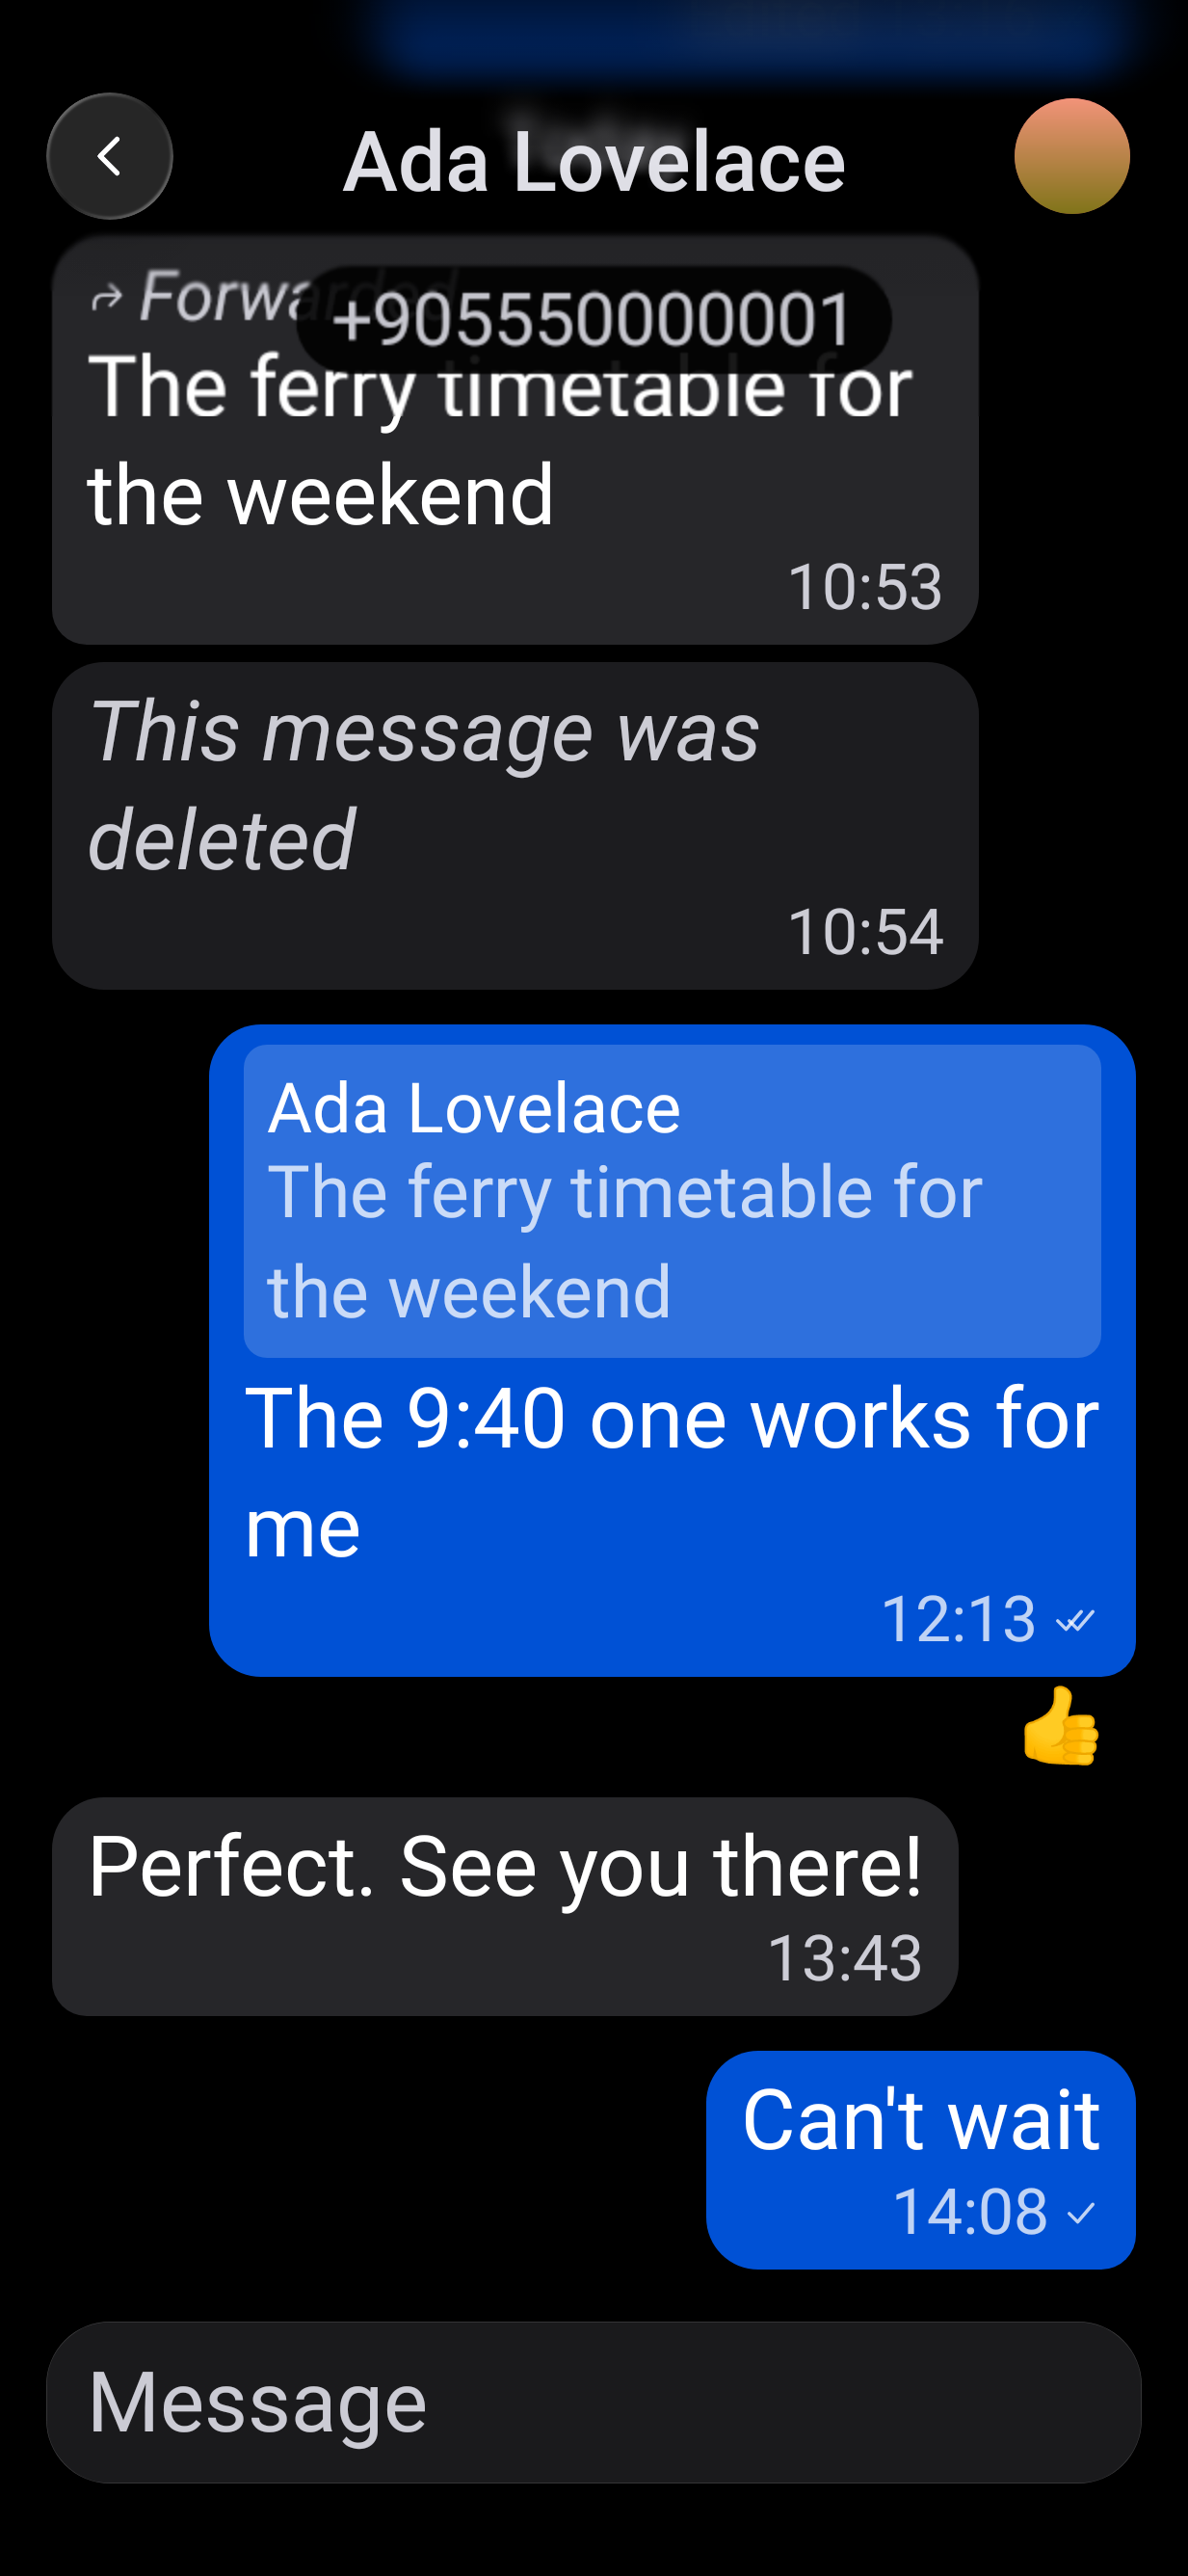 Ada Lovelace
+905550000001
Forwarded
The ferry timetable for
the weekend
10:53
This message was
deleted
10:54
Ada Lovelace
The ferry timetable for
the weekend
The 9:40 one works for
me
12:13
Perfect. See you there!
13:43
Can't wait
14:08
Message